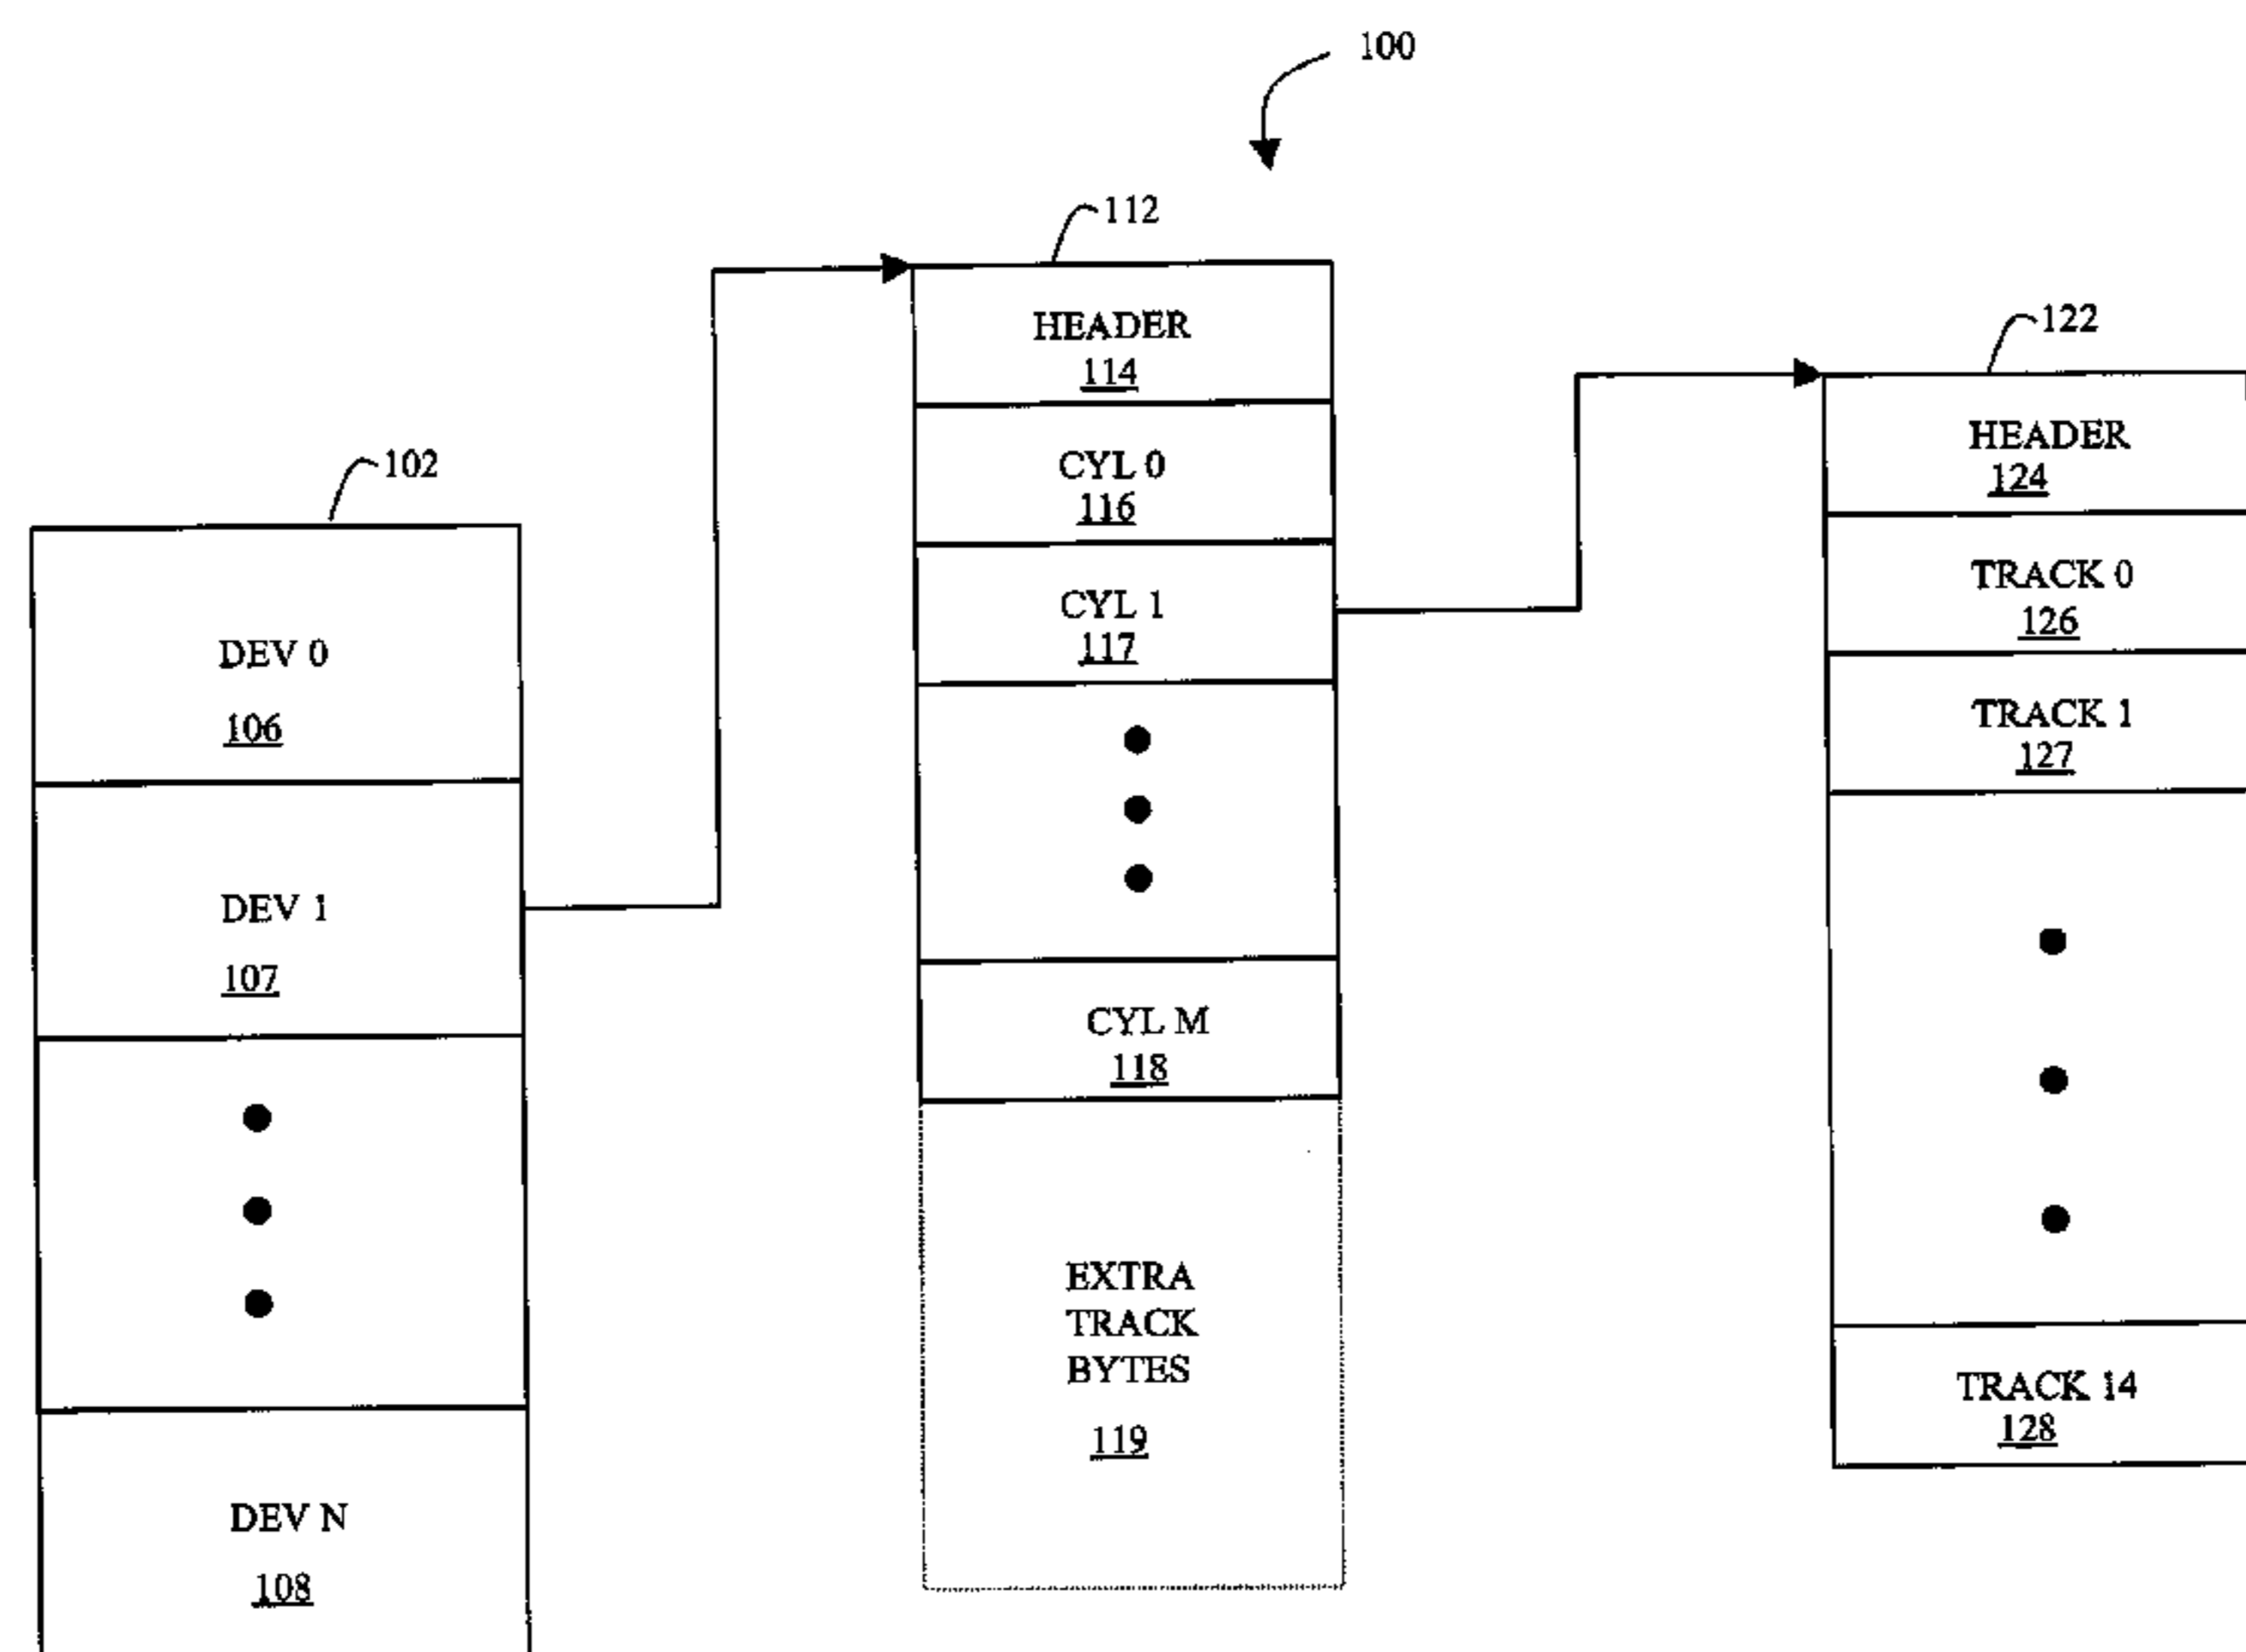 100
102
DEV 0
106
DEV 1
107
DEV N
108
112
HEADER
114
CYL 0
116
CYL 1
117
CYL M
118
EXTRA
TRACK
BYTES
119
122
HEADER
124
TRACK 0
126
TRACK 1
127
TRACK 14
128